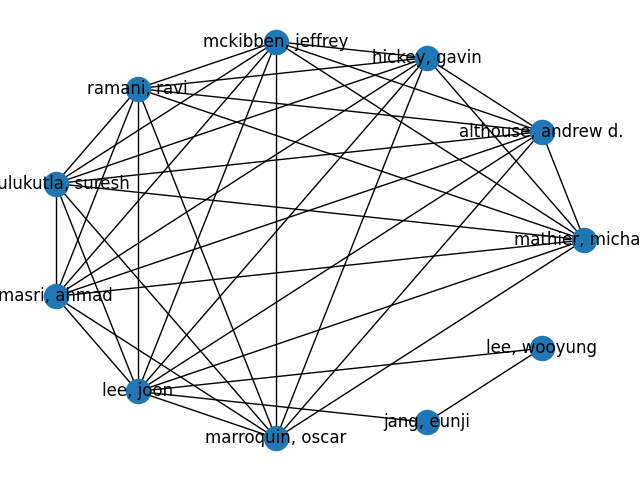 mckibben, jeffrey
hickey, gavin
ramani, ravi
althouse, andrew d.
ulukutla, suresh
mathier, micha
masri, ahmad
lee, wooyung
lee, joon
jang, eunji
marroquin, oscar